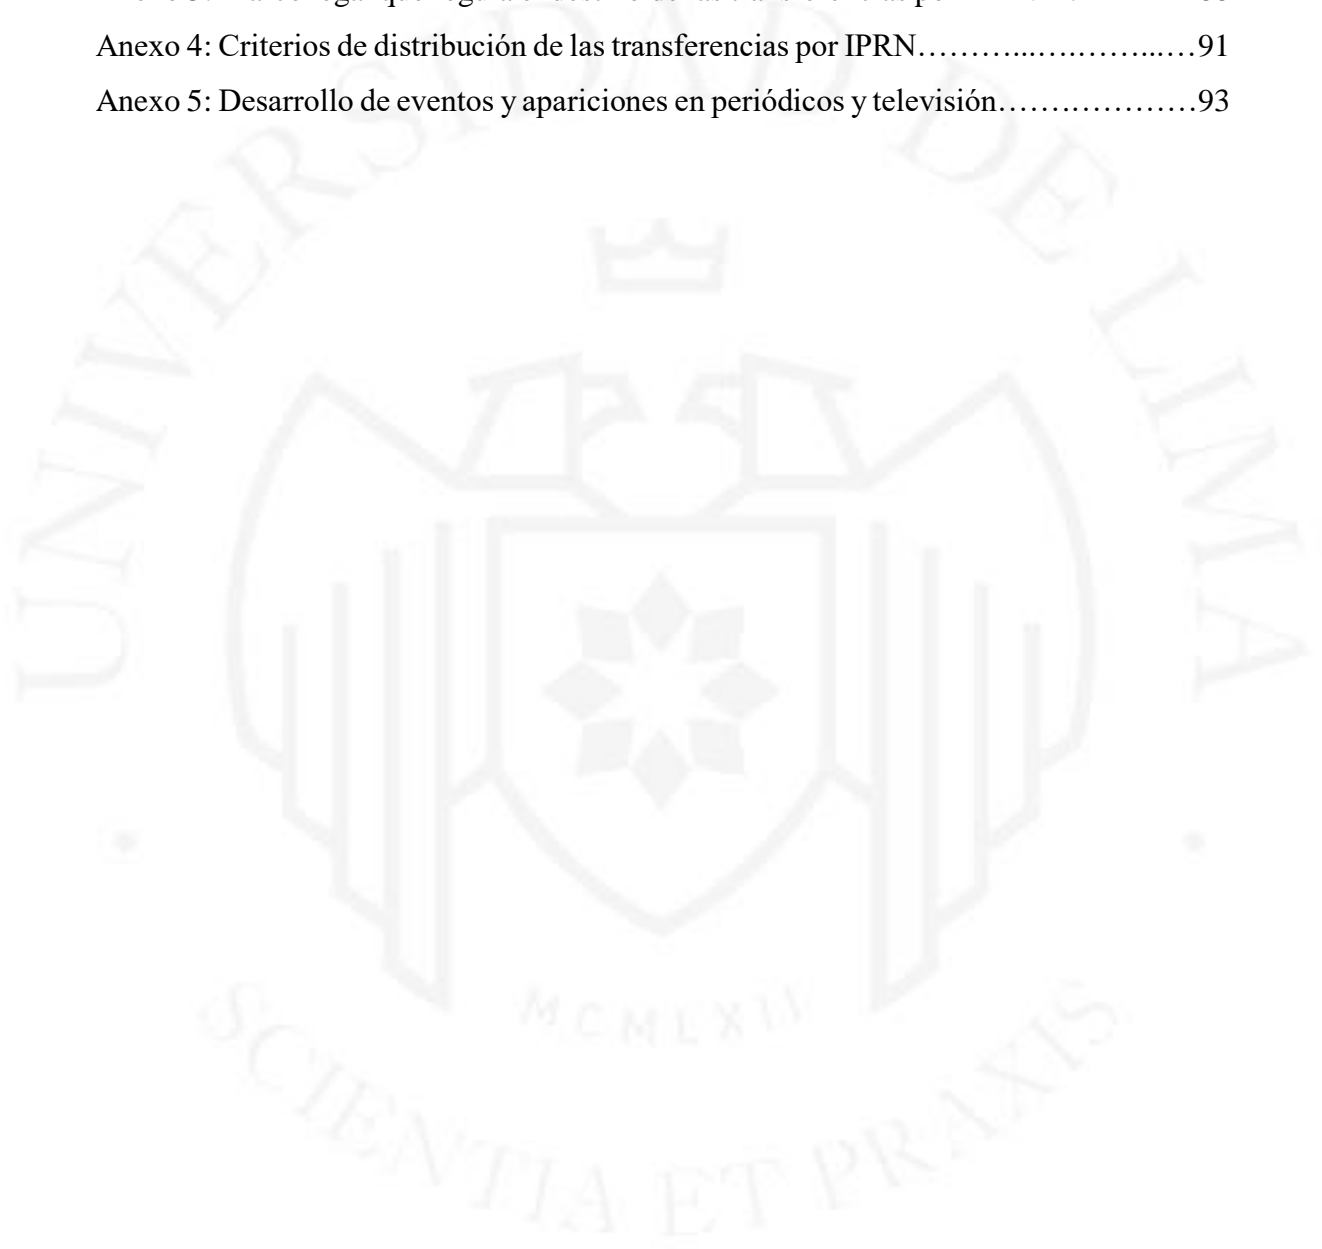 Anexo 4: Criterios de distribución de las transferencias por IPRN………...….……...…91
Anexo 5: Desarrollo de eventos y apariciones en periódicos y televisión…….…………93
UNIVERSIDAD DE LIMA
MCMLXII
SCIENTIA ET PRAXIS